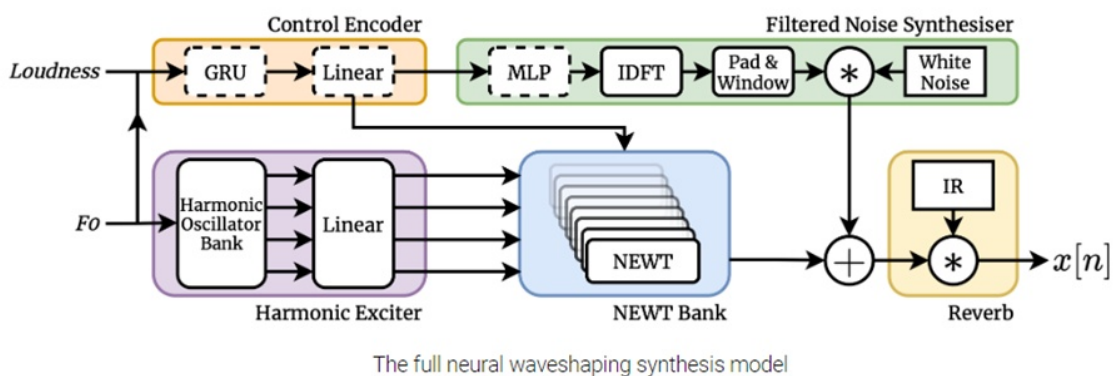 Control Encoder
Filtered Noise Synthesiser
Loudness
GRU
Linear
MLP
IDFT
Pad &
Window
*
White
Noise
F0
Harmonic
Oscillator
Bank
Linear
NEWT
IR
+
*
x[n]
Harmonic Exciter
NEWT Bank
Reverb
The full neural waveshaping synthesis model